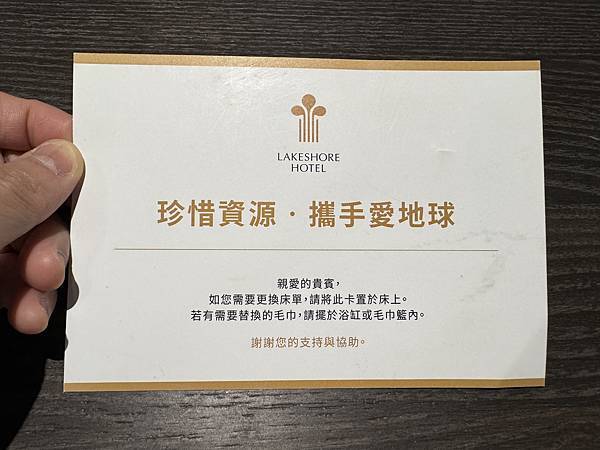 LAKESHORE
HOTEL
珍惜資源・攜手愛地球
親愛的貴賓,
如您需要更換床單,請將此卡置於床上。
若有需要替換的毛巾,請擺於浴缸或毛巾籃內。
謝謝您的支持與協助。